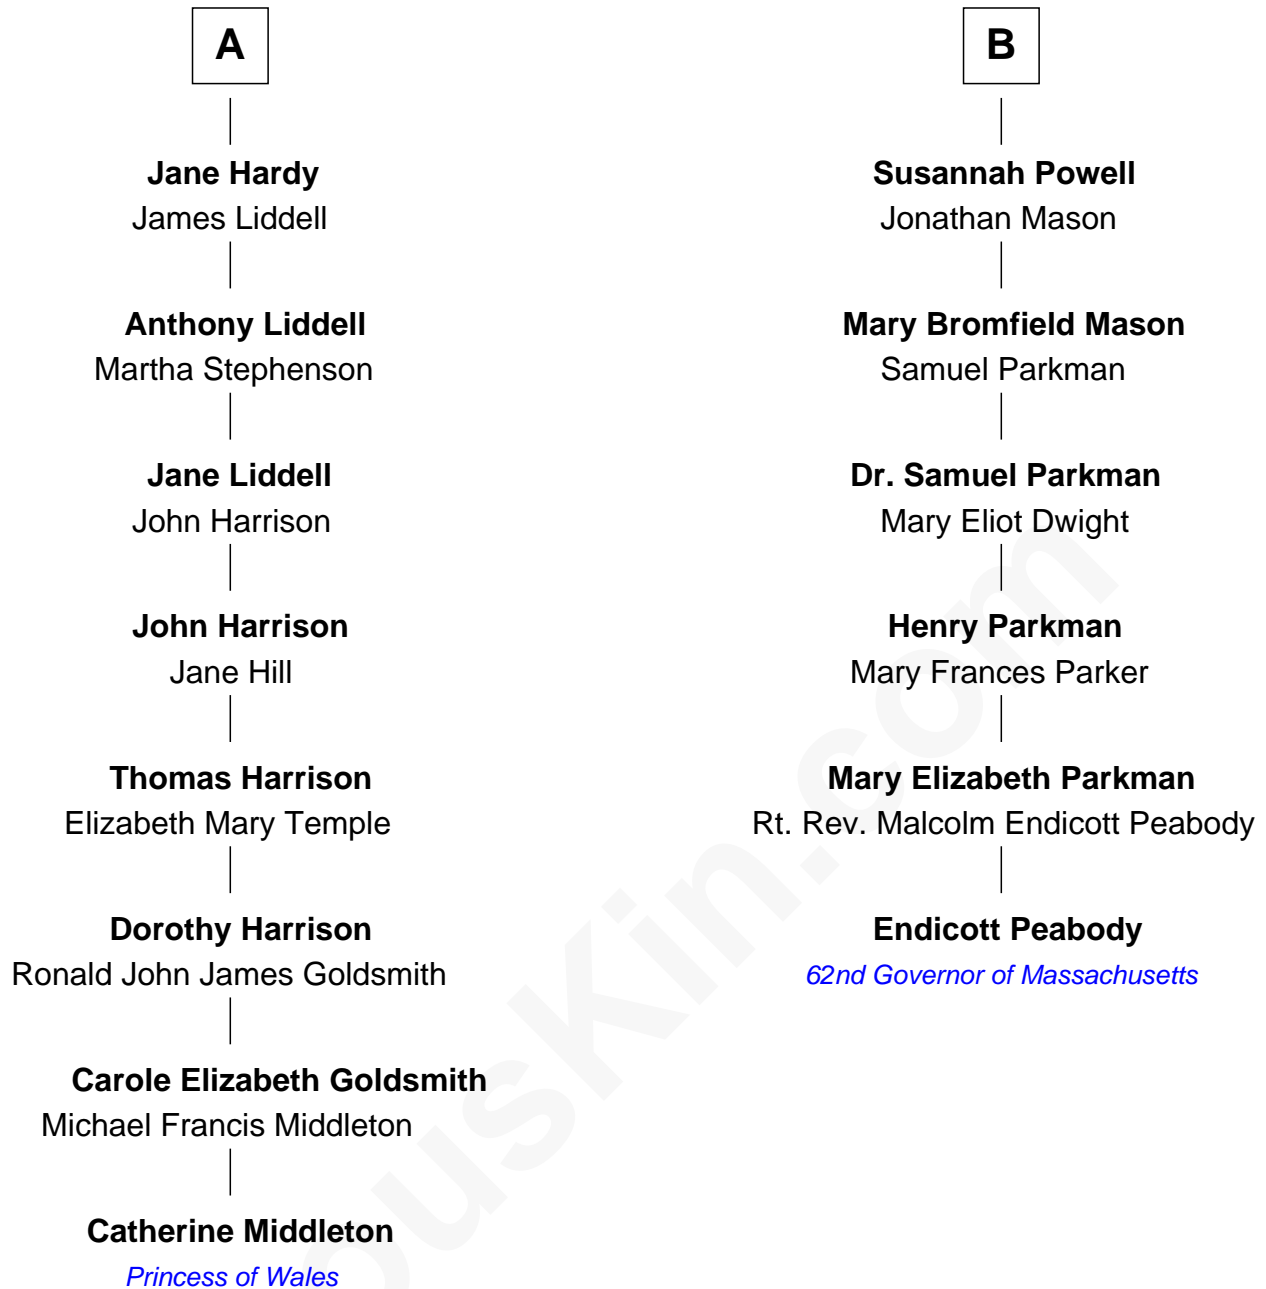 A
Jane Hardy
James Liddell
Anthony Liddell
Martha Stephenson
Jane Liddell
John Harrison
John Harrison
Jane Hill
Thomas Harrison
Elizabeth Mary Temple
Dorothy Harrison
Ronald John James Goldsmith
Carole Elizabeth Goldsmith
Michael Francis Middleton
Catherine Middleton
Princess of Wales
B
Susannah Powell
Jonathan Mason
Mary Bromfield Mason
Samuel Parkman
Dr. Samuel Parkman
Mary Eliot Dwight
Henry Parkman
Mary Frances Parker
Mary Elizabeth Parkman
Rt. Rev. Malcolm Endicott Peabody
Endicott Peabody
62nd Governor of Massachusetts
ousKin.com